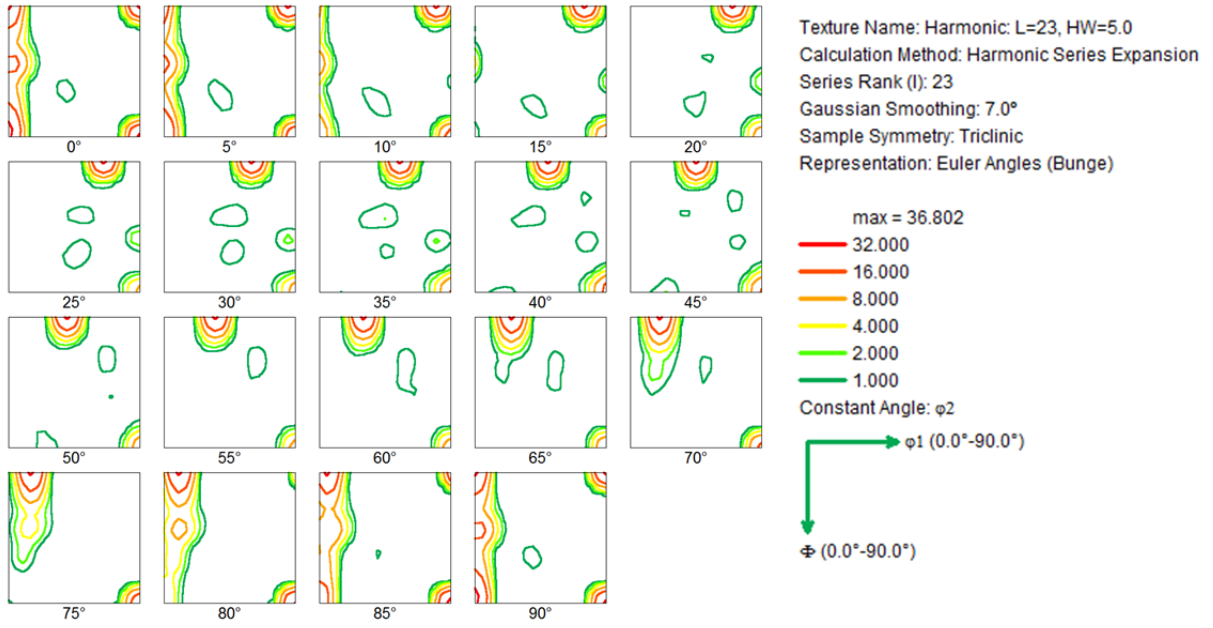 Texture Name: Harmonic: L=23, HW=5.0
Calculation Method: Harmonic Series Expansion
Series Rank (l): 23
Gaussian Smoothing: 7.0°
Sample Symmetry: Triclinic
Representation: Euler Angles (Bunge)
0° 5° 10° 15° 20°
max = 36.802
32.000
16.000
8.000
4.000
2.000
1.000
25° 30° 35° 40° 45°
Constant Angle: φ2
φ1 (0.0°-90.0°)
50° 55° 60° 65° 70°
Φ (0.0°-90.0°)
75° 80° 85° 90°